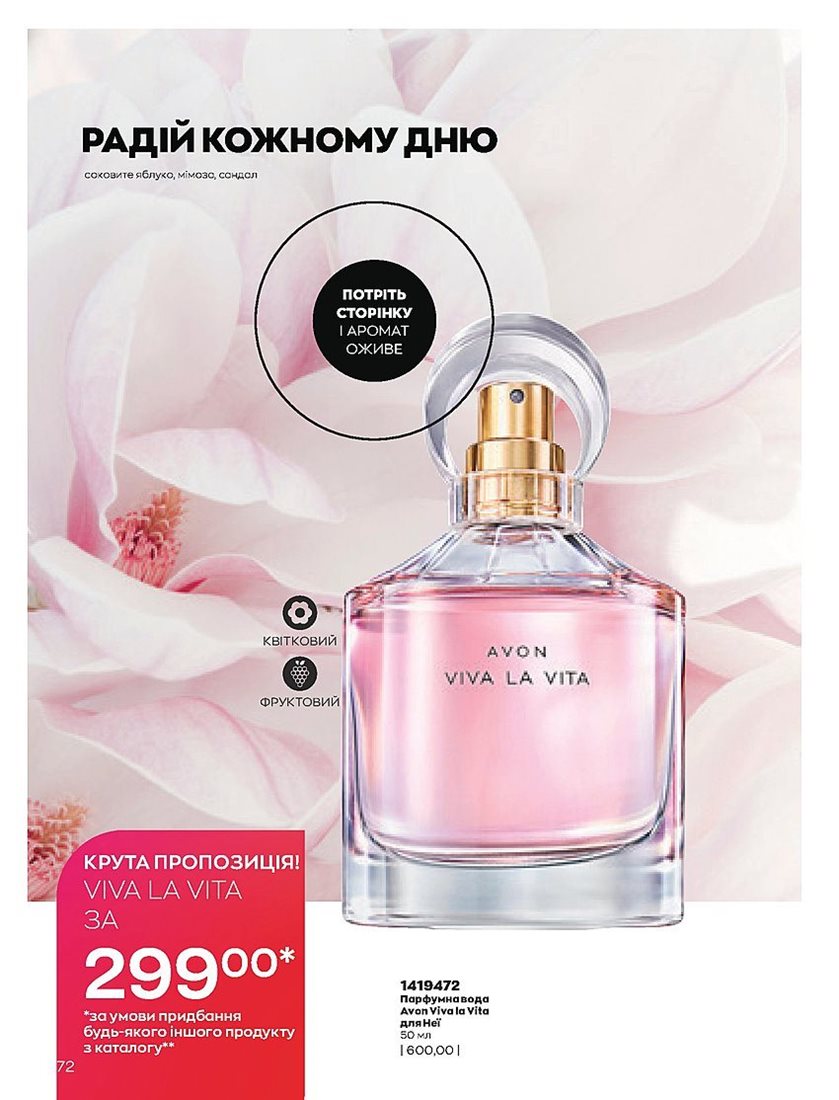 РАДІЙ КОЖНОМУ ДНЮ
соковите яблуко, мімоза, сандал
ПОТРІТЬ
СТОРІНКУ
І АРОМАТ
ОЖИВЕ
КВІТКОВИЙ
ФРУКТОВИЙ
AVON
VIVA LA VITA
КРУТА ПРОПОЗИЦІЯ!
VIVA LA VITA
ЗА
299⁰⁰*
*за умови придбання
будь-якого іншого продукту
з каталогу**
72
1419472
Парфумна вода
Avon Viva la Vita
для Неї
50 мл
| 600,00 |